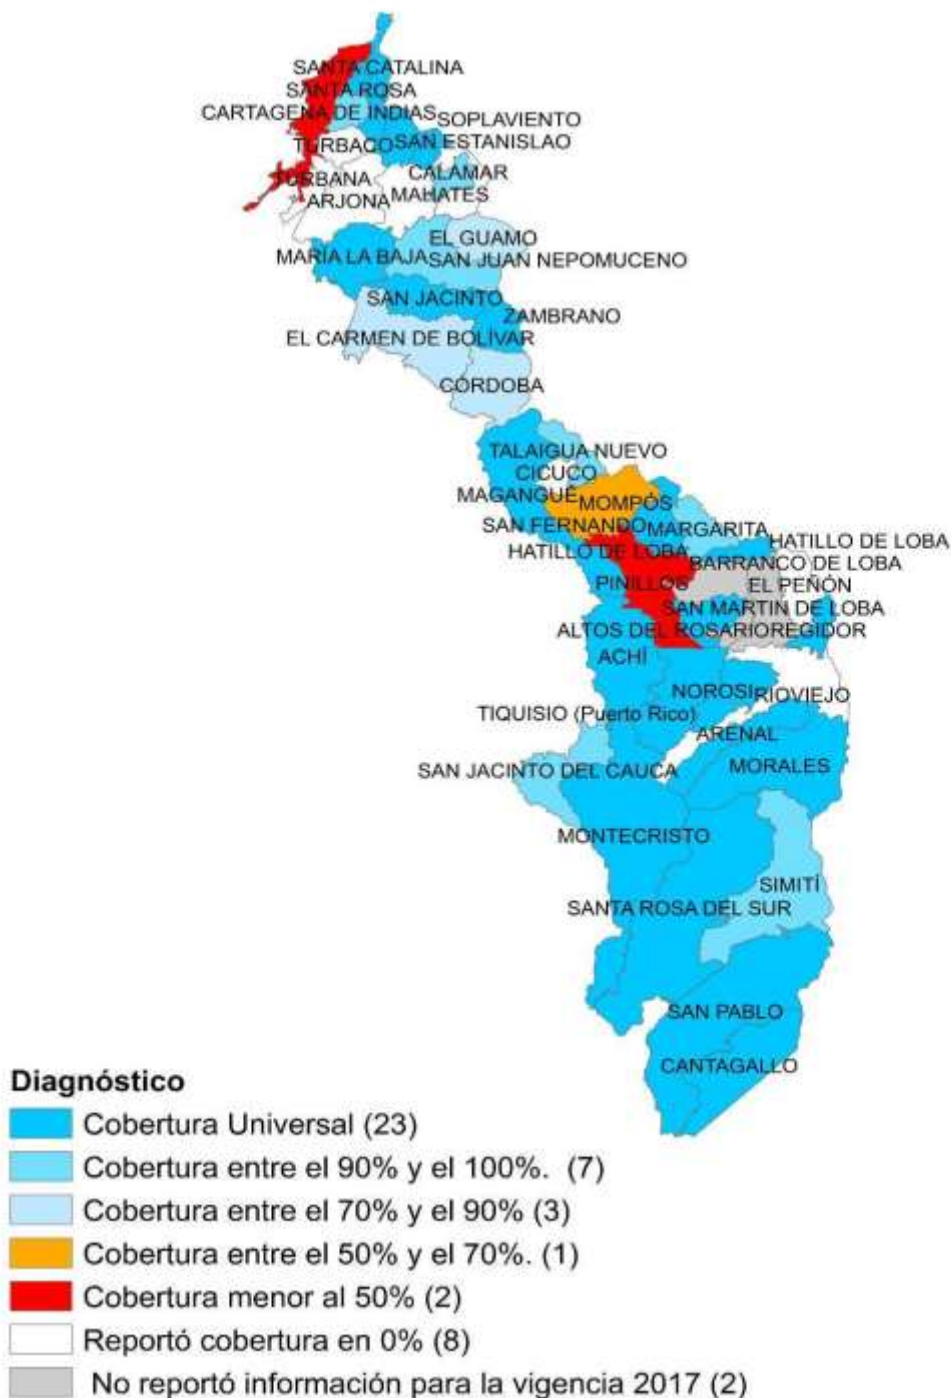 SANTA CATALINA
SANTA ROSA
CARTAGENA DE INDIAS
SOPLAVIENTO
TURBACO
SAN ESTANISLAO
CALAMAR
TURBANA
ARJONA
MAHATES
EL GUAMO
MARÍA LA BAJA
SAN JUAN NEPOMUCENO
SAN JACINTO
ZAMBRANO
EL CARMEN DE BOLÍVAR
CÓRDOBA
TALAIGUA NUEVO
CICUCO
MAGANGUÉ
MOMPÓS
SAN FERNANDO
MARGARITA
HATILLO DE LOBA
HATILLO DE LOBA
BARRANCO DE LOBA
PINILLOS
EL PEÑÓN
SAN MARTIN DE LOBA
ALTOS DEL ROSARIO
REGIDOR
ACHÍ
NOROSI
RIOVIEJO
TIQUISIO (Puerto Rico)
ARENAL
SAN JACINTO DEL CAUCA
MORALES
MONTECRISTO
SIMITÍ
SANTA ROSA DEL SUR
SAN PABLO
CANTAGALLO
Diagnóstico
Cobertura Universal (23)
Cobertura entre el 90% y el 100%. (7)
Cobertura entre el 70% y el 90% (3)
Cobertura entre el 50% y el 70%. (1)
Cobertura menor al 50% (2)
Reportó cobertura en 0% (8)
No reportó información para la vigencia 2017 (2)